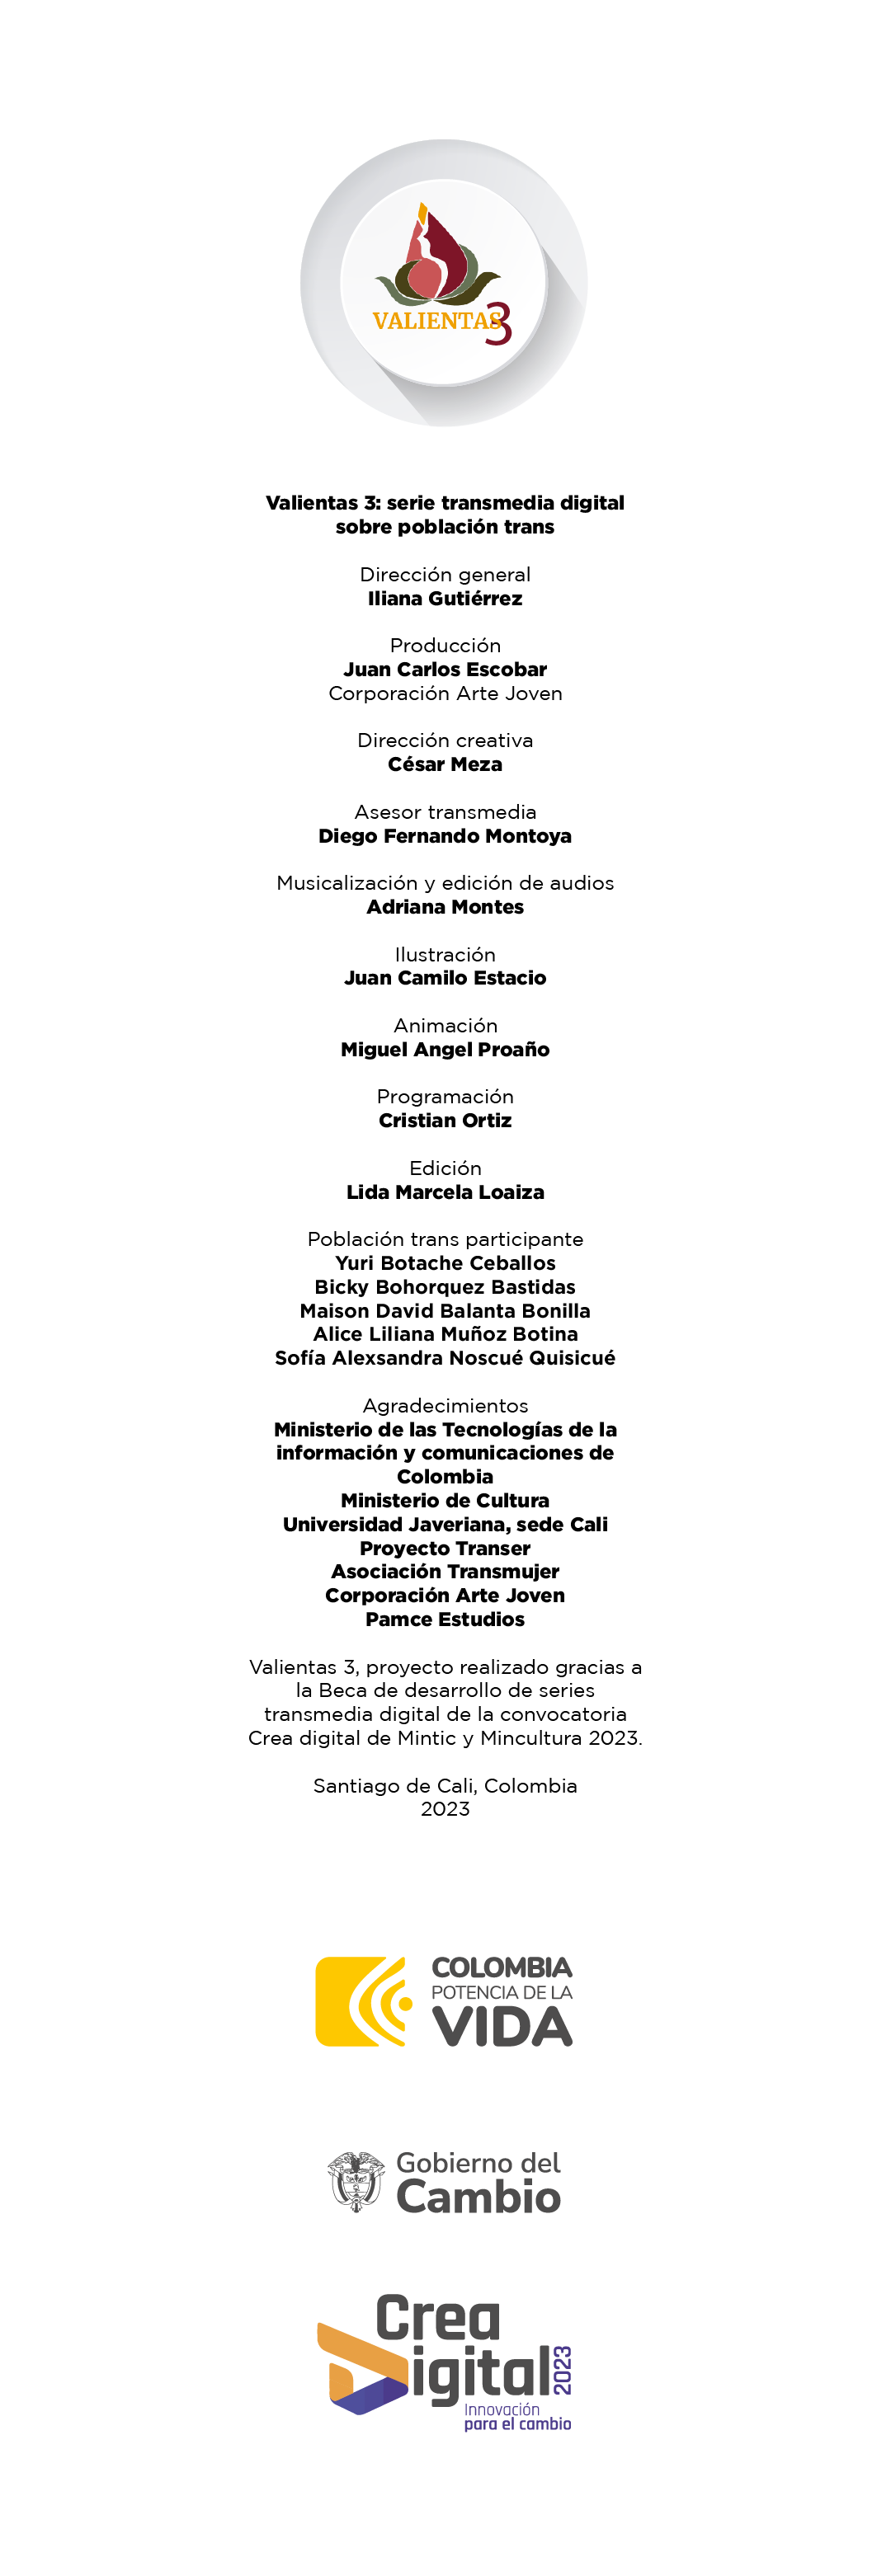 VALIENTAS
3
Valientas 3: serie transmedia digital
sobre población trans
Dirección general
Iliana Gutiérrez
Producción
Juan Carlos Escobar
Corporación Arte Joven
Dirección creativa
César Meza
Asesor transmedia
Diego Fernando Montoya
Musicalización y edición de audios
Adriana Montes
Ilustración
Juan Camilo Estacio
Animación
Miguel Angel Proaño
Programación
Cristian Ortiz
Edición
Lida Marcela Loaiza
Población trans participante
Yuri Botache Ceballos
Bicky Bohorquez Bastidas
Maison David Balanta Bonilla
Alice Liliana Muñoz Botina
Sofía Alexsandra Noscué Quisicué
Agradecimientos
Ministerio de las Tecnologías de la
información y comunicaciones de
Colombia
Ministerio de Cultura
Universidad Javeriana, sede Cali
Proyecto Transer
Asociación Transmujer
Corporación Arte Joven
Pamce Estudios
Valientas 3, proyecto realizado gracias a
la Beca de desarrollo de series
transmedia digital de la convocatoria
Crea digital de Mintic y Mincultura 2023.
Santiago de Cali, Colombia
2023
COLOMBIA
POTENCIA DE LA
VIDA
Gobierno del
Cambio
Crea
Digital
2023
Innovación
para el cambio